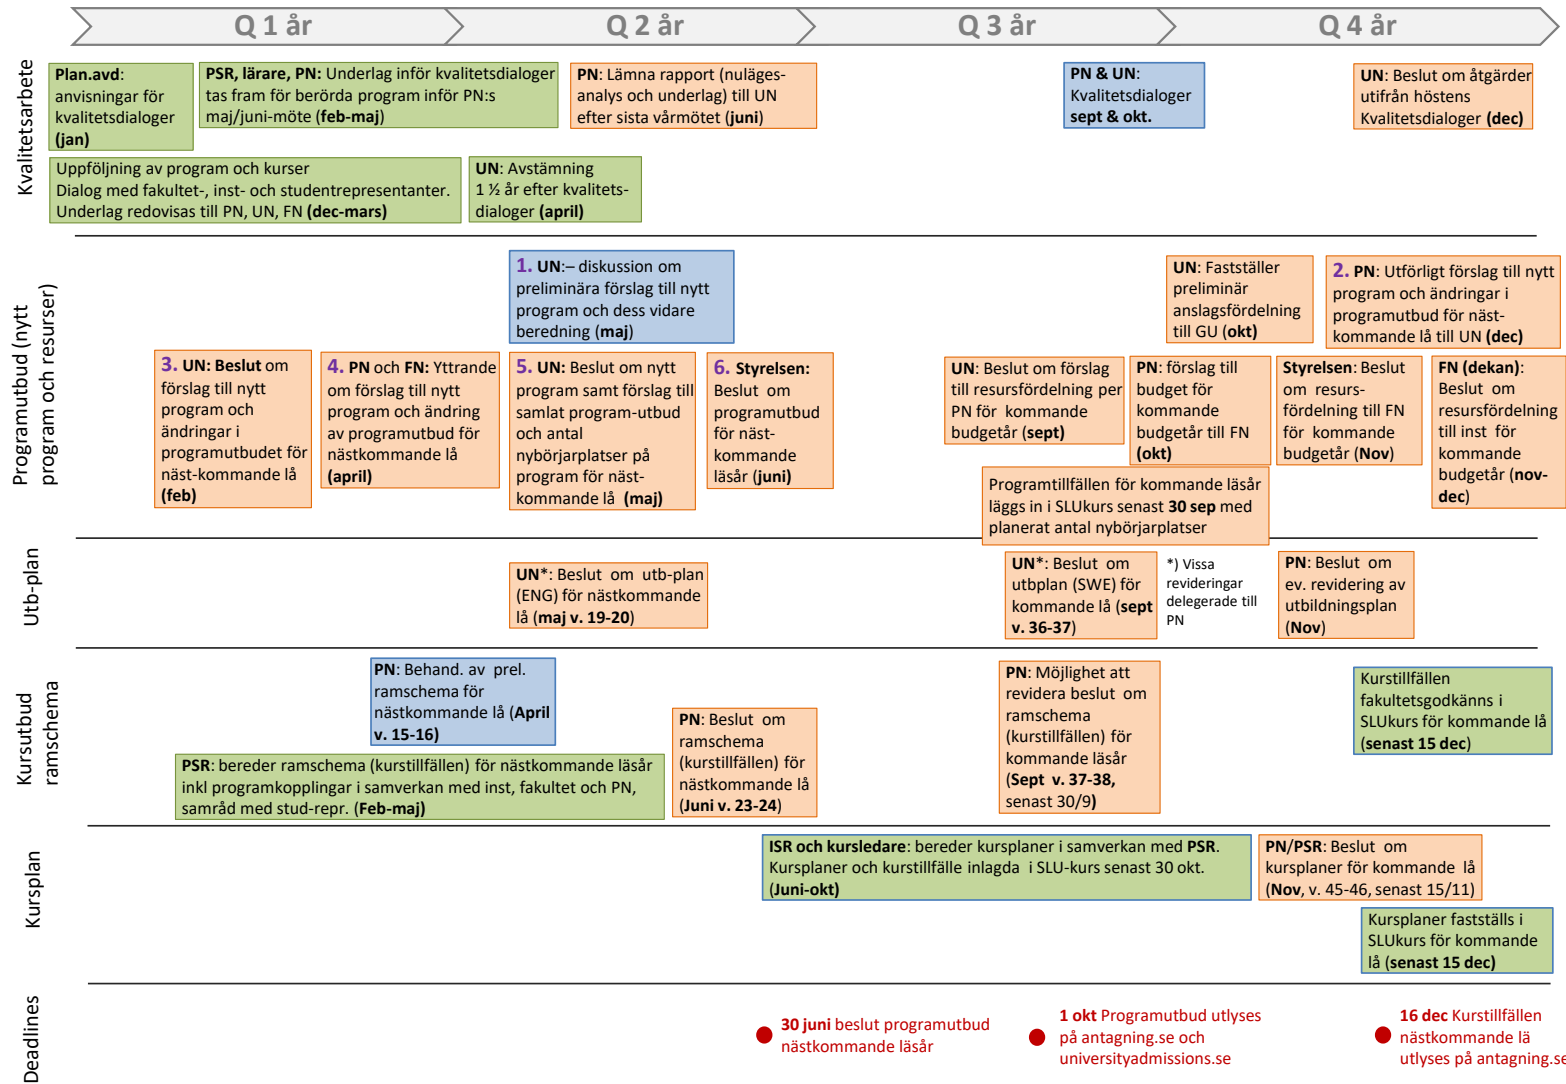 Q 1 år
Q 2 år
Q 3 år
Q 4 år
Kvalitetsarbete
Plan.avd:
anvisningar för
kvalitetsdialoger
(jan)
PSR, lärare, PN: Underlag inför kvalitetsdialoger
tas fram för berörda program inför PN:s
maj/juni-möte (feb-maj)
PN: Lämna rapport (nuläges-
analys och underlag) till UN
efter sista vårmötet (juni)
PN & UN:
Kvalitetsdialoger
sept & okt.
UN: Beslut om åtgärder
utifrån höstens
Kvalitetsdialoger (dec)
Uppföljning av program och kurser
Dialog med fakultet-, inst- och studentrepresentanter.
Underlag redovisas till PN, UN, FN (dec-mars)
UN: Avstämning
1 ½ år efter kvalitets-
dialoger (april)
Programutbud (nytt
program och resurser)
1. UN:– diskussion om
preliminära förslag till nytt
program och dess vidare
beredning (maj)
UN: Fastställer
preliminär
anslagsfördelning
till GU (okt)
2. PN: Utförligt förslag till nytt
program och ändringar i
programutbud för näst-
kommande lå till UN (dec)
3. UN: Beslut om
förslag till nytt
program och
ändringar i
programutbudet för
näst-kommande lå
(feb)
4. PN och FN: Yttrande
om förslag till nytt
program och ändring
av programutbud för
nästkommande lå
(april)
5. UN: Beslut om nytt
program samt förslag till
samlat program-utbud
och antal
nybörjarplatser på
program för näst-
kommande lå (maj)
6. Styrelsen:
Beslut om
programutbud
för näst-
kommande
läsår (juni)
UN: Beslut om förslag
till resursfördelning per
PN för kommande
budgetår (sept)
PN: förslag till
budget för
kommande
budgetår till FN
(okt)
Styrelsen: Beslut
om resurs-
fördelning till FN
för kommande
budgetår (Nov)
FN (dekan):
Beslut om
resursfördelning
till inst för
kommande
budgetår (nov-
dec)
Programtillfällen för kommande läsår
läggs in i SLUkurs senast 30 sep med
planerat antal nybörjarplatser
Utb-plan
UN*: Beslut om utb-plan
(ENG) för nästkommande
lå (maj v. 19-20)
UN*: Beslut om
utbplan (SWE) för
kommande lå (sept
v. 36-37)
*) Vissa
revideringar
delegerade till
PN
PN: Beslut om
ev. revidering av
utbildningsplan
(Nov)
Kursutbud
ramschema
PN: Behand. av prel.
ramschema för
nästkommande lå (April
v. 15-16)
PSR: bereder ramschema (kurstillfällen) för nästkommande läsår
inkl programkopplingar i samverkan med inst, fakultet och PN,
samråd med stud-repr. (Feb-maj)
PN: Beslut om
ramschema
(kurstillfällen) för
nästkommande lå
(Juni v. 23-24)
PN: Möjlighet att
revidera beslut om
ramschema
(kurstillfällen) för
kommande läsår
(Sept v. 37-38,
senast 30/9)
Kurstillfällen
fakultetsgodkänns i
SLUkurs för kommande lå
(senast 15 dec)
Kursplan
ISR och kursledare: bereder kursplaner i samverkan med PSR.
Kursplaner och kurstillfälle inlagda i SLU-kurs senast 30 okt.
(Juni-okt)
PN/PSR: Beslut om
kursplaner för kommande lå
(Nov, v. 45-46, senast 15/11)
Kursplaner fastställs i
SLUkurs för kommande
lå (senast 15 dec)
Deadlines
30 juni beslut programutbud
nästkommande läsår
1 okt Programutbud utlyses
på antagning.se och
universityadmissions.se
16 dec Kurstillfällen
nästkommande lä
utlyses på antagning.se